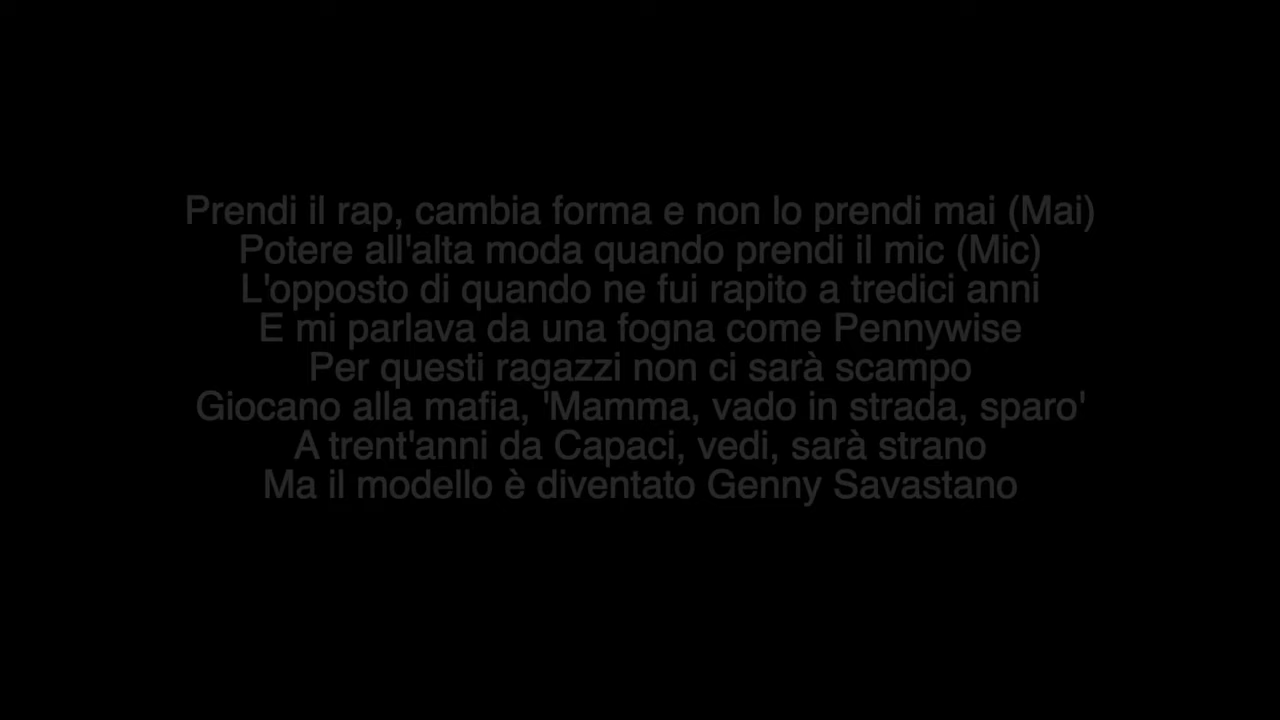 Prendi il rap, cambia forma e non lo prendi mai (Mai)
Potere all'alta moda quando prendi il mic (Mic)
L'opposto di quando ne fui rapito a tredici anni
E mi parlava da una fogna come Pennywise
Per questi ragazzi non ci sarà scampo
Giocano alla mafia, 'Mamma, vado in strada, sparo'
A trent'anni da Capaci, vedi, sarà strano
Ma il modello è diventato Genny Savastano